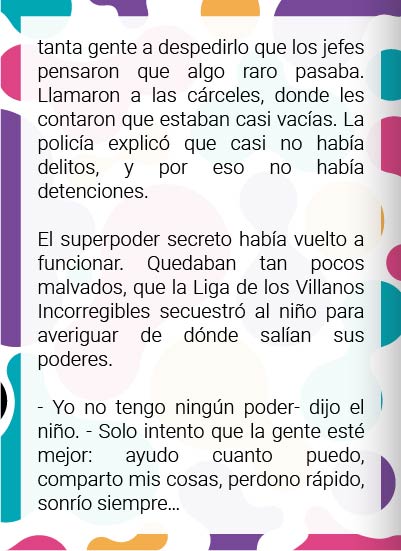 tanta gente a despedirlo que los jefes
pensaron que algo raro pasaba.
Llamaron a las cárceles, donde les
contaron que estaban casi vacías. La
policía explicó que casi no había
delitos, y por eso no había
detenciones.
El superpoder secreto había vuelto a
funcionar. Quedaban tan pocos
malvados, que la Liga de los Villanos
Incorregibles secuestró al niño para
averiguar de dónde salían sus
poderes.
- Yo no tengo ningún poder- dijo el
niño. - Solo intento que la gente esté
mejor: ayudo cuanto puedo,
comparto mis cosas, perdono rápido,
sonrío siempre...